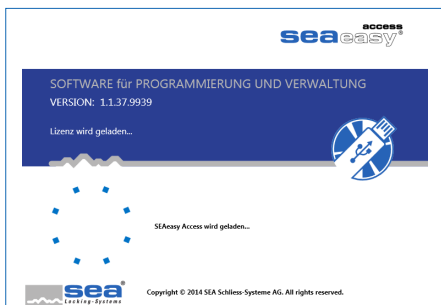 access
seaeasy®
SOFTWARE für PROGRAMMIERUNG UND VERWALTUNG
VERSION: 1.1.37.9939
Lizenz wird geladen...
SEAeasy Access wird geladen...
sea®
Locking-Systems
Copyright © 2014 SEA Schliess-Systeme AG. All rights reserved.